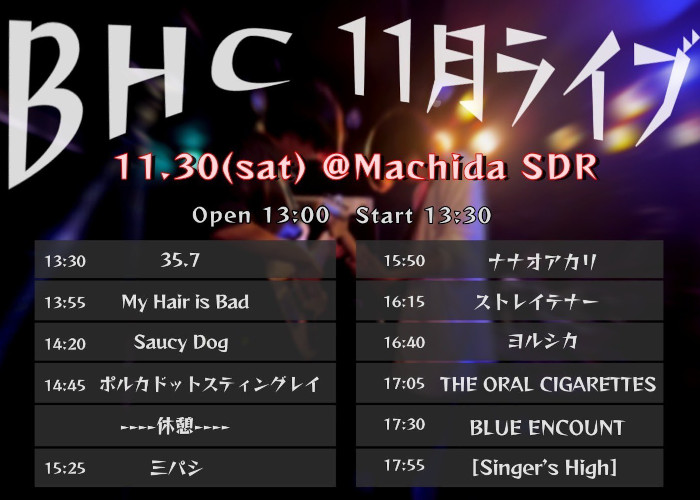 BHC 11月ライブ
11.30(sat) @Machida SDR
Open 13:00 Start 13:30
13:30 35.7
13:55 My Hair is Bad
14:20 Saucy Dog
14:45 ポルカドットスティングレイ
----休憩----
15:25 三パシ
15:50 ナナオアカリ
16:15 ストレイテナー
16:40 ヨルシカ
17:05 THE ORAL CIGARETTES
17:30 BLUE ENCOUNT
17:55 [Singer's High]